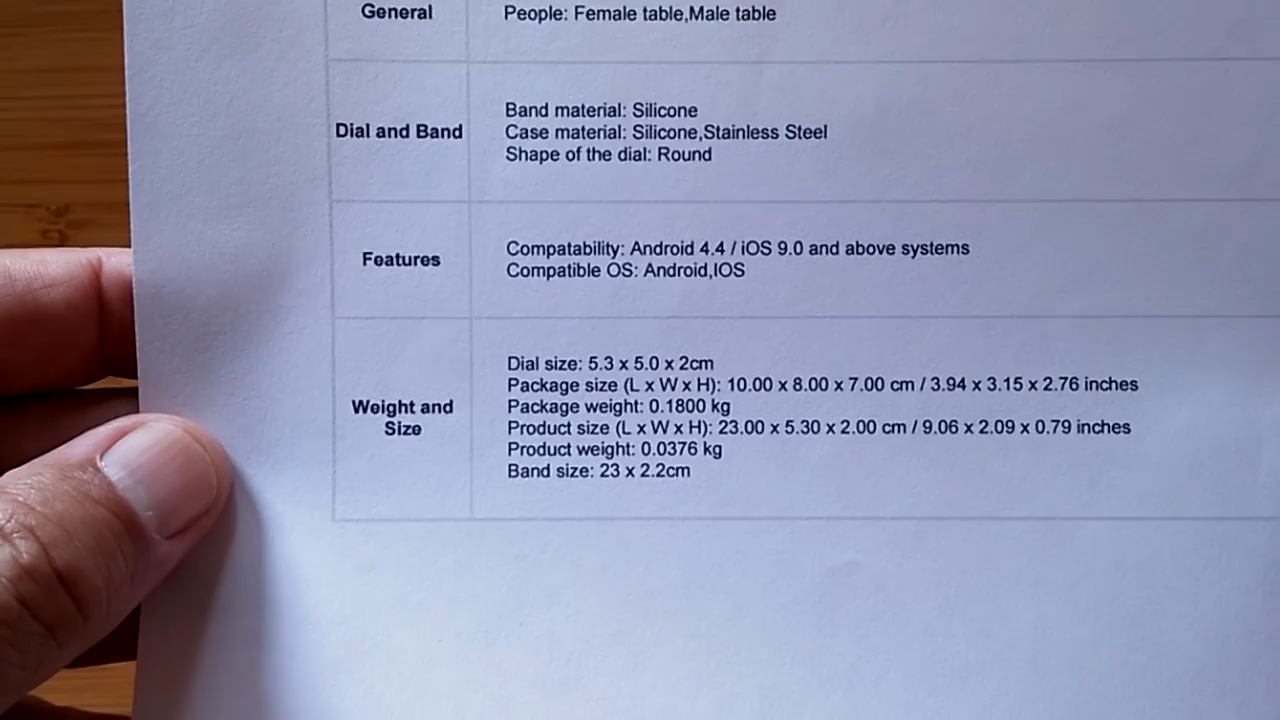 General
People: Female table,Male table
Dial and Band
Band material: Silicone
Case material: Silicone,Stainless Steel
Shape of the dial: Round
Features
Compatability: Android 4.4 / iOS 9.0 and above systems
Compatible OS: Android,IOS
Weight and
Size
Dial size: 5.3 x 5.0 x 2cm
Package size (L x W x H): 10.00 x 8.00 x 7.00 cm / 3.94 x 3.15 x 2.76 inches
Package weight: 0.1800 kg
Product size (L x W x H): 23.00 x 5.30 x 2.00 cm / 9.06 x 2.09 x 0.79 inches
Product weight: 0.0376 kg
Band size: 23 x 2.2cm